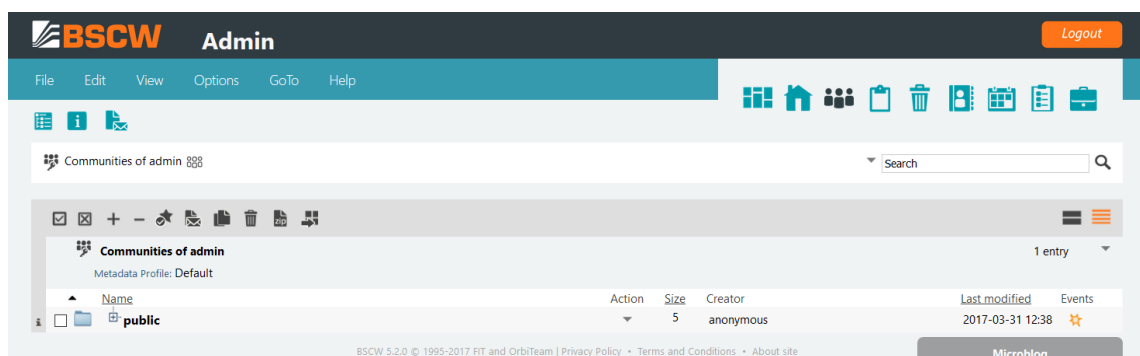 BSCW Admin Logout
File Edit View Options GoTo Help
Communities of admin Search
zip
Communities of admin 1 entry
Metadata Profile: Default
Name Action Size Creator Last modified Events
public 5 anonymous 2017-03-31 12:38
BSCW 5.2.0 © 1995-2017 FIT and OrbiTeam | Privacy Policy • Terms and Conditions • About site Microblog